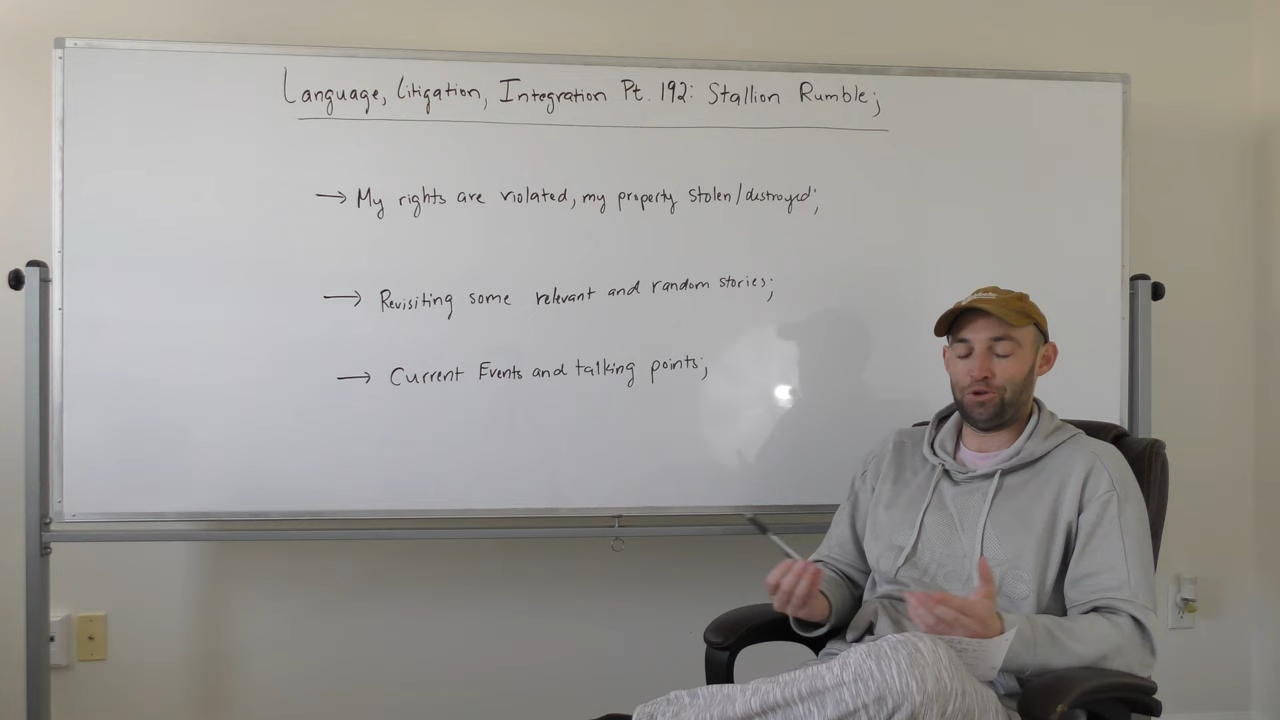 Language, Litigation, Integration Pt. 192: Stallion Rumble;
→ My rights are violated, my property stolen/destroyed;
→ Revisiting some relevant and random stories;
→ Current Events and talking points;